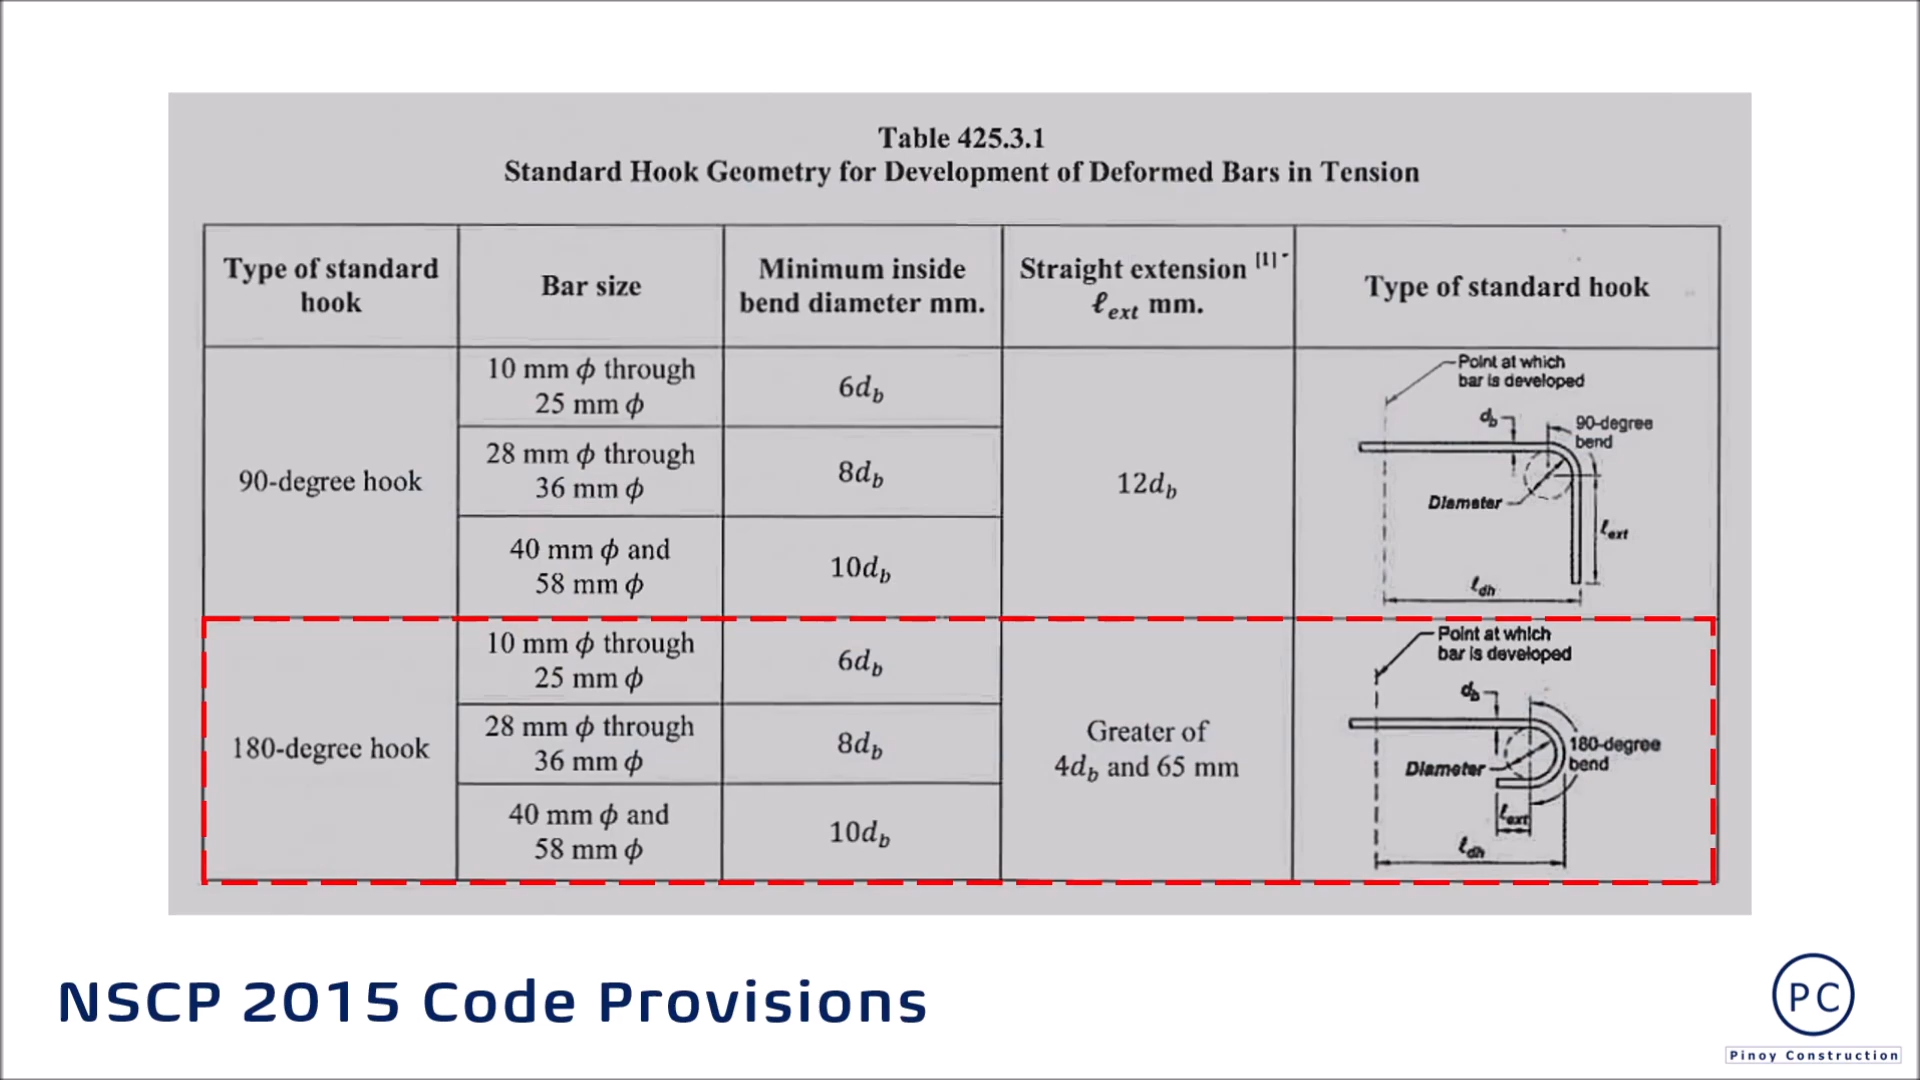 Table 425.3.1
Standard Hook Geometry for Development of Deformed Bars in Tension
Type of standard
hook
Bar size
Minimum inside
bend diameter mm.
Straight extension [1]
ℓext mm.
Type of standard hook
90-degree hook
10 mm ϕ through
25 mm ϕ
6db
28 mm ϕ through
36 mm ϕ
8db
40 mm ϕ and
58 mm ϕ
10db
12db
Point at which
bar is developed
db
90-degree
bend
Diameter
ℓext
ℓdh
180-degree hook
10 mm ϕ through
25 mm ϕ
6db
28 mm ϕ through
36 mm ϕ
8db
40 mm ϕ and
58 mm ϕ
10db
Greater of
4db and 65 mm
Point at which
bar is developed
db
180-degree
bend
Diameter
ℓext
ℓdh
NSCP 2015 Code Provisions
PC
Pinoy Construction